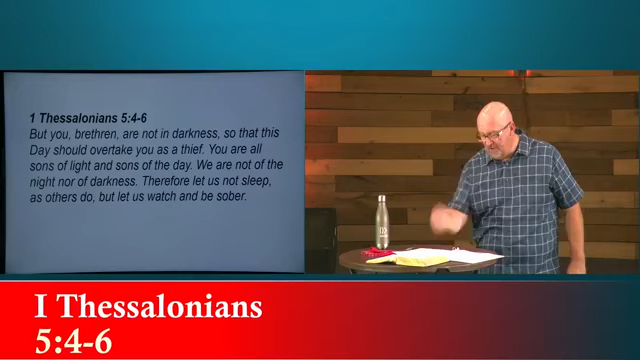 1 Thessalonians 5:4-6
But you, brethren, are not in darkness, so that this
Day should overtake you as a thief. You are all
sons of light and sons of the day. We are not of the
night nor of darkness. Therefore let us not sleep,
as others do, but let us watch and be sober.
I Thessalonians
5:4-6